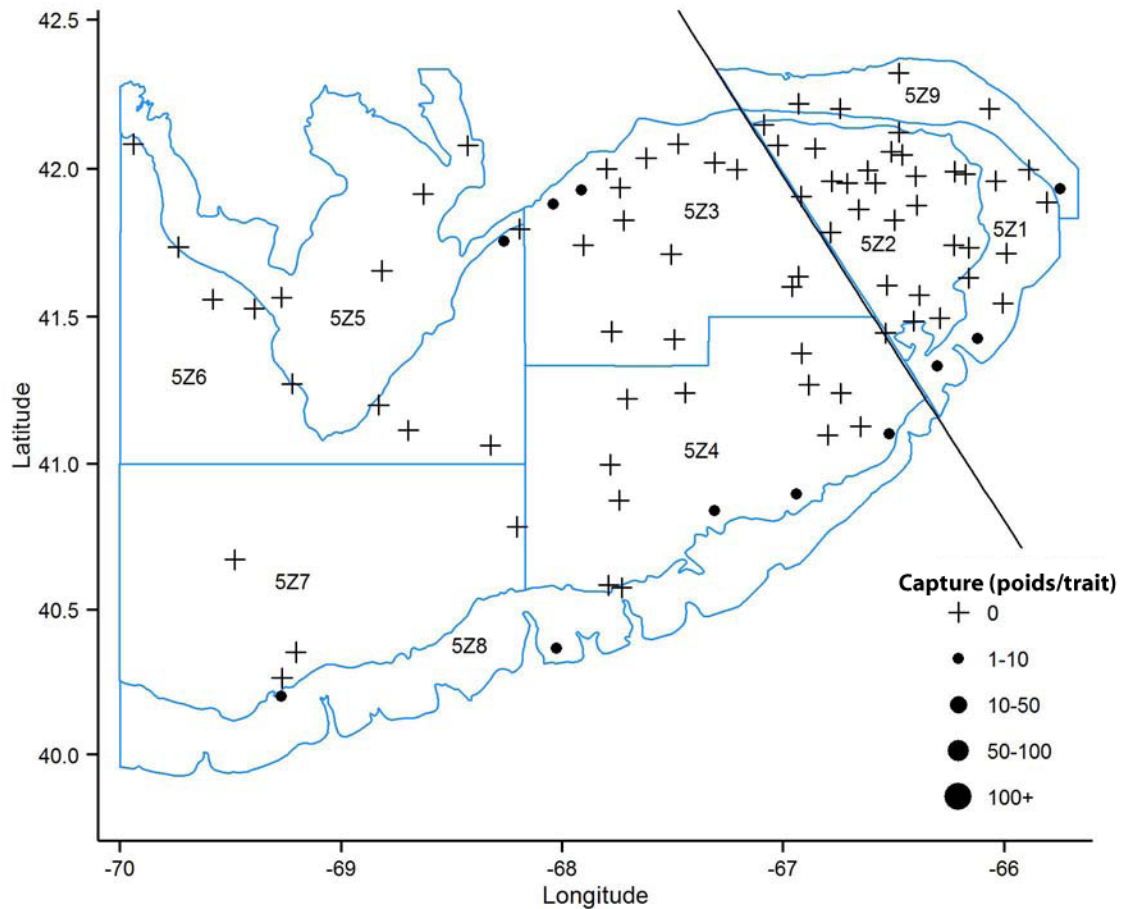 42.5
42.0
41.5
41.0
40.5
40.0
Latitude
5Z9
5Z3
5Z2
5Z1
5Z5
5Z6
5Z4
5Z7
5Z8
Capture (poids/trait)
0
1-10
10-50
50-100
100+
-70 -69 -68 -67 -66
Longitude